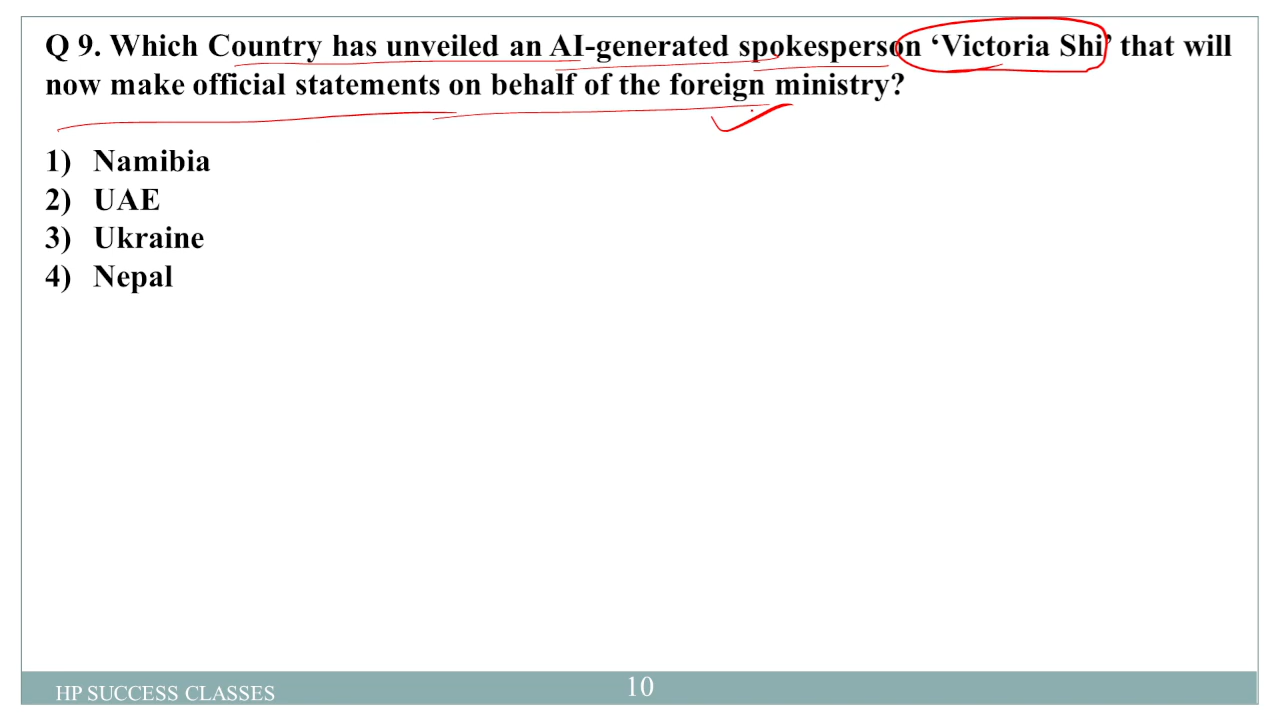 Q 9. Which Country has unveiled an AI-generated spokesperson ‘Victoria Shi’ that will
now make official statements on behalf of the foreign ministry?
1) Namibia
2) UAE
3) Ukraine
4) Nepal
HP SUCCESS CLASSES
10